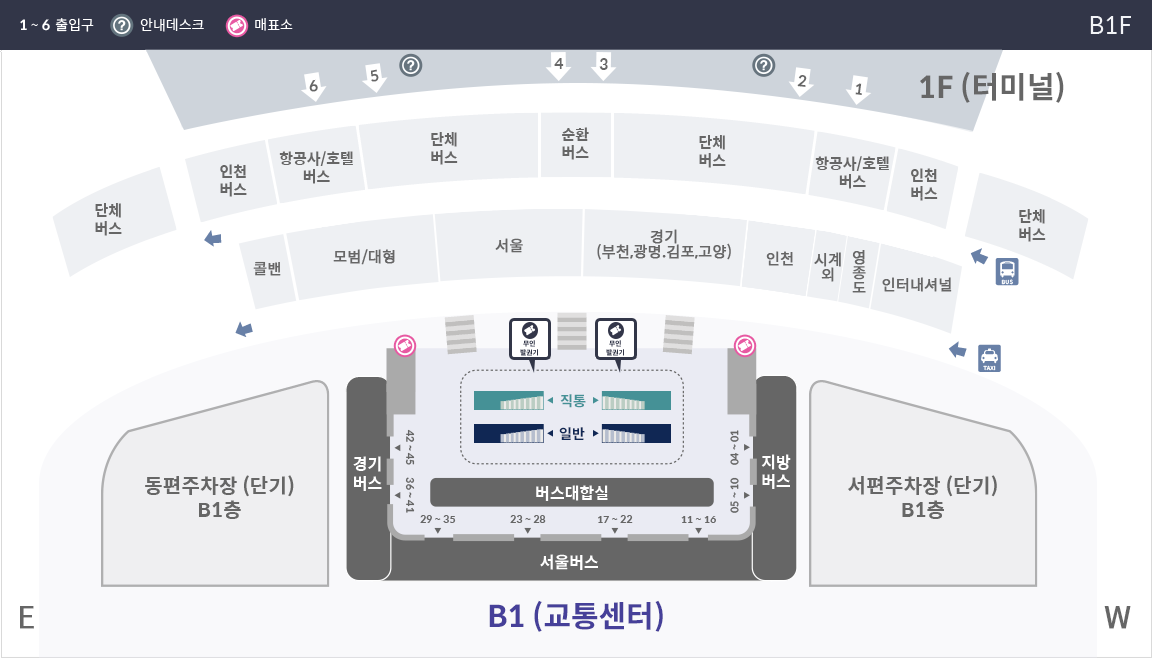 1 ~ 6 출입구
? 안내데스크
매표소
B1F
6
5
?
4
3
?
2
1
1F (터미널)
단체
버스
인천
버스
항공사/호텔
버스
단체
버스
순환
버스
단체
버스
항공사/호텔
버스
인천
버스
단체
버스
콜밴
모범/대형
서울
경기
(부천,광명.김포,고양)
인천
시계
외
영
종
도
인터내셔널
BUS
TAXI
무인
발권기
무인
발권기
직통
일반
경기
버스
42 ~ 45
36 ~ 41
04 ~ 01
05 ~ 10
지방
버스
버스대합실
29 ~ 35
23 ~ 28
17 ~ 22
11 ~ 16
서울버스
동편주차장 (단기)
B1층
서편주차장 (단기)
B1층
E
B1 (교통센터)
W